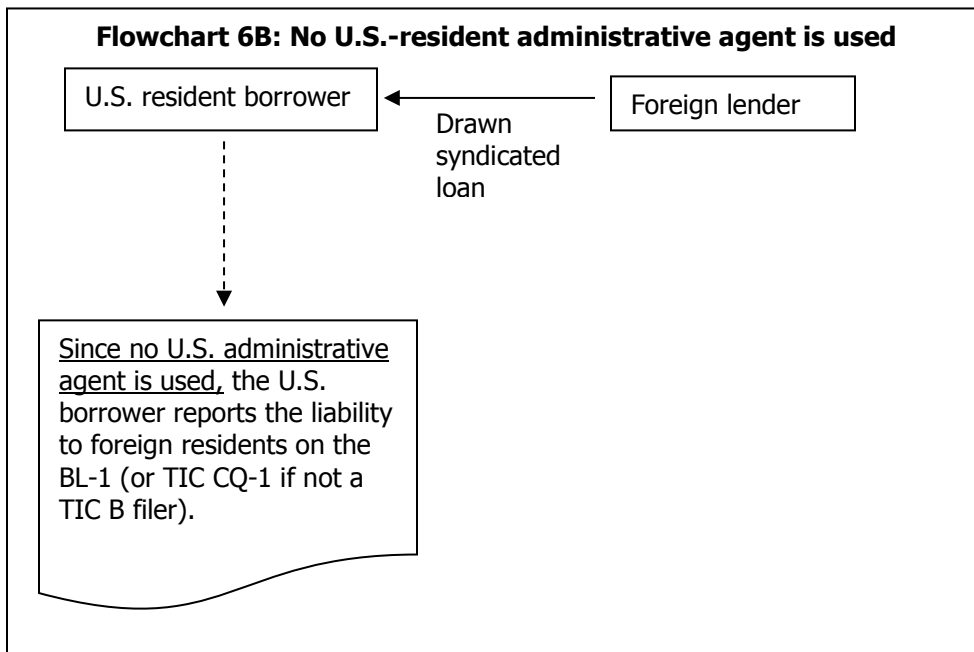 Flowchart 6B: No U.S.-resident administrative agent is used
U.S. resident borrower
Foreign lender
Drawn
syndicated
loan
Since no U.S. administrative
agent is used, the U.S.
borrower reports the liability
to foreign residents on the
BL-1 (or TIC CQ-1 if not a
TIC B filer).